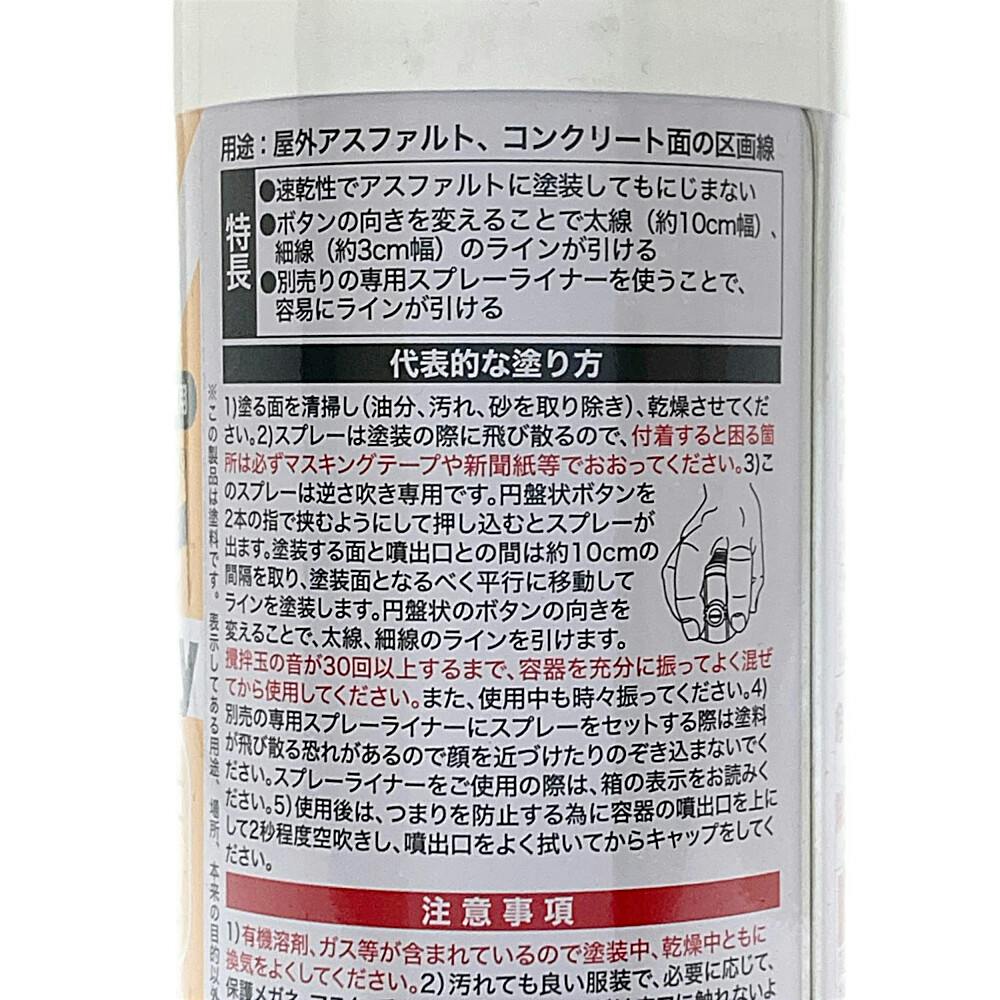 用途：屋外アスファルト、コンクリート面の区画線
特長
●速乾性でアスファルトに塗装してもにじまない
●ボタンの向きを変えることで太線（約10cm幅）、
細線（約3cm幅）のラインが引ける
●別売りの専用スプレーライナーを使うことで、
容易にラインが引ける
代表的な塗り方
1)塗る面を清掃し(油分、汚れ、砂を取り除き)、乾燥させてくだ
さい。2)スプレーは塗装の際に飛び散るので、付着すると困る箇
所は必ずマスキングテープや新聞紙等でおおってください。3)こ
のスプレーは逆さ吹き専用です。円盤状ボタンを
2本の指で挟むようにして押し込むとスプレーが
出ます。塗装する面と噴出口との間は約10cmの
間隔を取り、塗装面となるべく平行に移動して
ラインを塗装します。円盤状のボタンの向きを
変えることで、太線、細線のラインを引けます。
攪拌玉の音が30回以上するまで、容器を充分に振ってよく混ぜ
てから使用してください。また、使用中も時々振ってください。4)
別売の専用スプレーライナーにスプレーをセットする際は塗料
が飛び散る恐れがあるので顔を近づけたりのぞき込まないでく
ださい。スプレーライナーをご使用の際は、箱の表示をお読みく
ださい。5)使用後は、つまりを防止する為に容器の噴出口を上に
して2秒程度空吹きし、噴出口をよく拭いてからキャップをしてく
ださい。
注意事項
1)有機溶剤、ガス等が含まれているので塗装中、乾燥中ともに
換気をよくしてください。2)汚れても良い服装で、必要に応じて、
保護メガネ、
に触れないよ
※この製品は塗料です。表示してある用途、場所、本来の目的以外